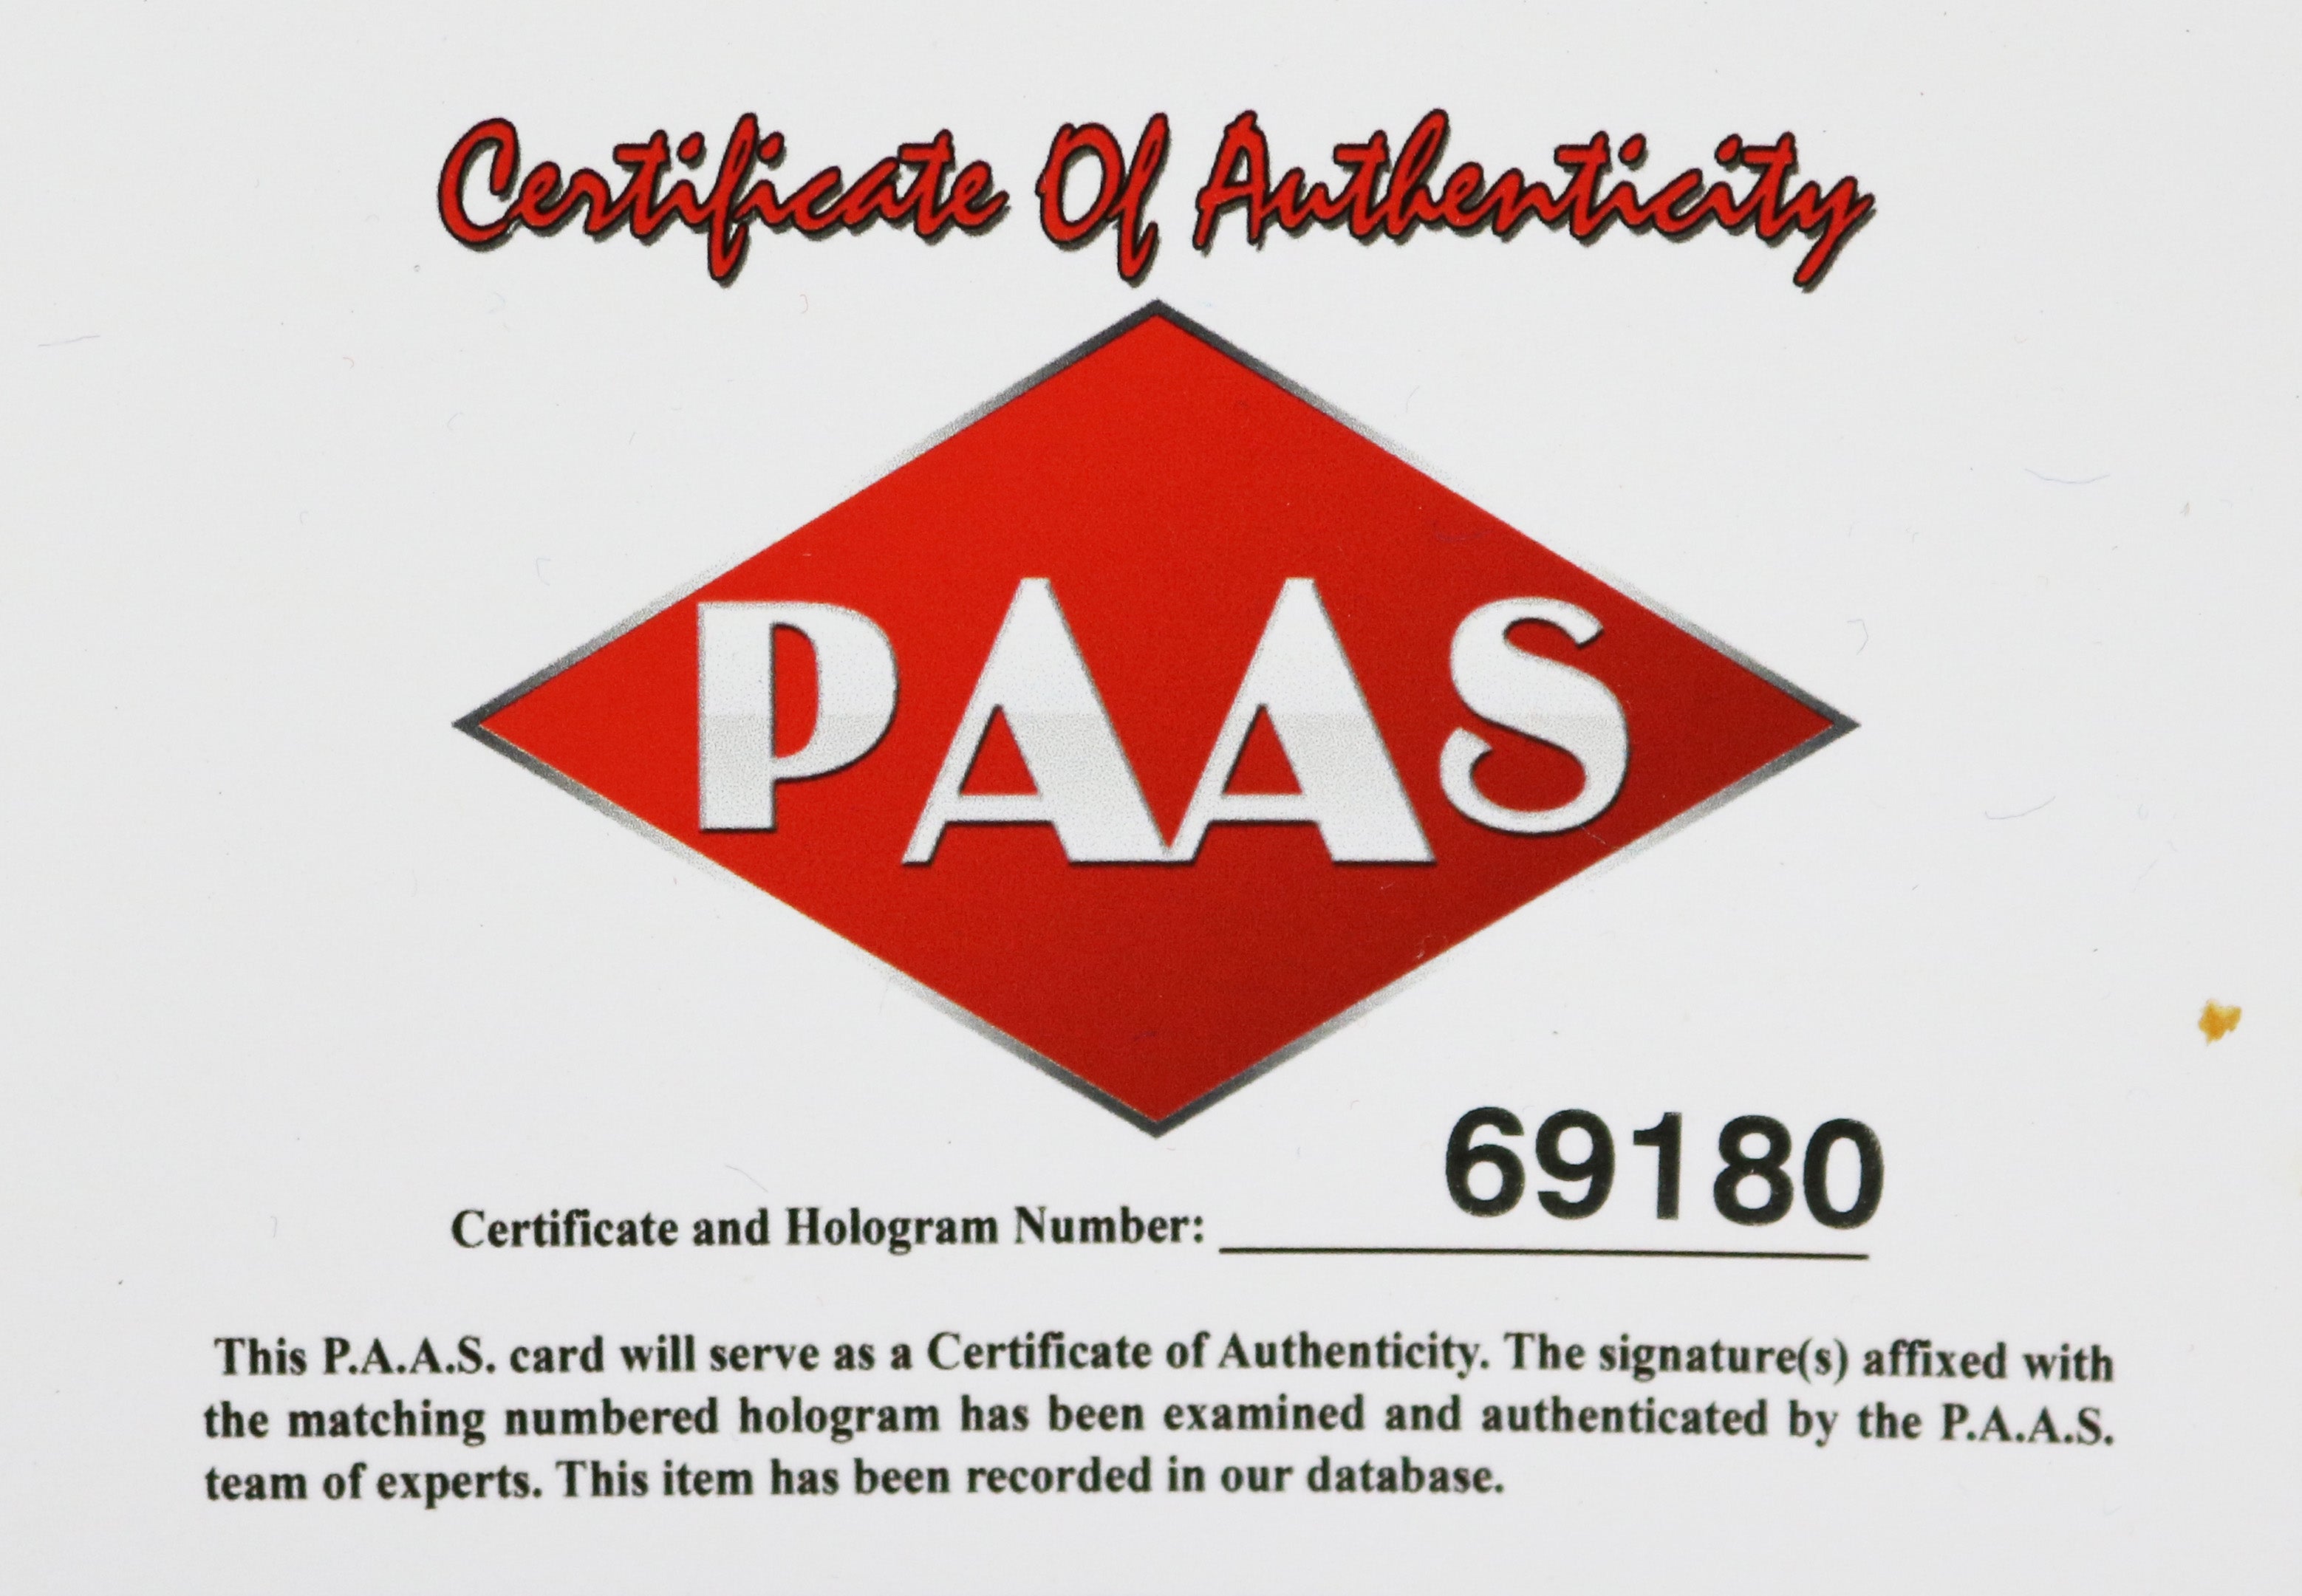 Certificate Of Authenticity
PAAS
69180
Certificate and Hologram Number:
This P.A.A.S. card will serve as a Certificate of Authenticity. The signature(s) affixed with
the matching numbered hologram has been examined and authenticated by the P.A.A.S.
team of experts. This item has been recorded in our database.